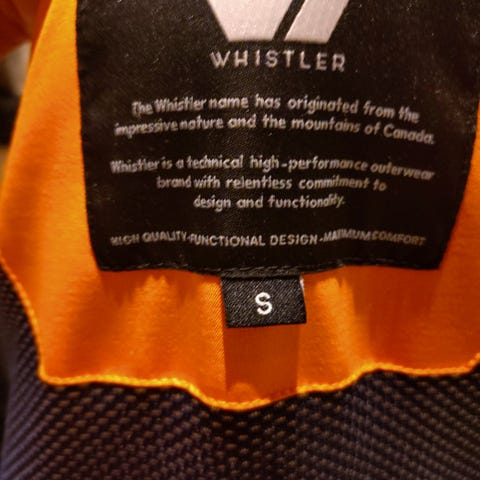 WHISTLER
The Whistler name has originated from the
impressive nature and the mountains of Canada.
Whistler is a technical high-performance outerwear
brand with relentless commitment to
design and functionality.
HIGH QUALITY-FUNCTIONAL DESIGN-MAXIMUM COMFORT
S